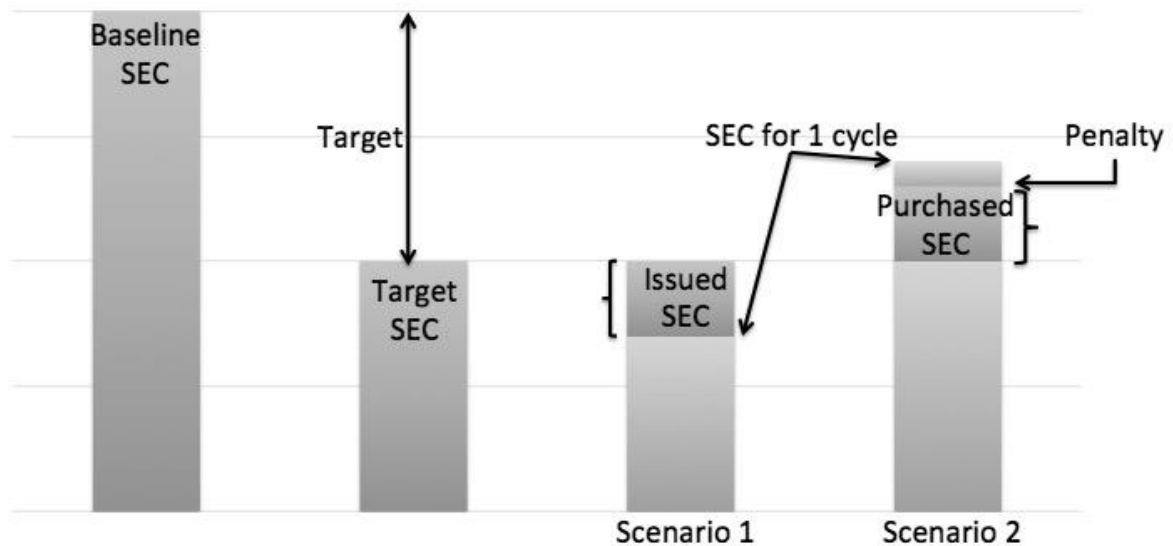 Baseline
SEC
Target
Target
SEC
SEC for 1 cycle
Issued
SEC
Penalty
Purchased
SEC
Scenario 1
Scenario 2